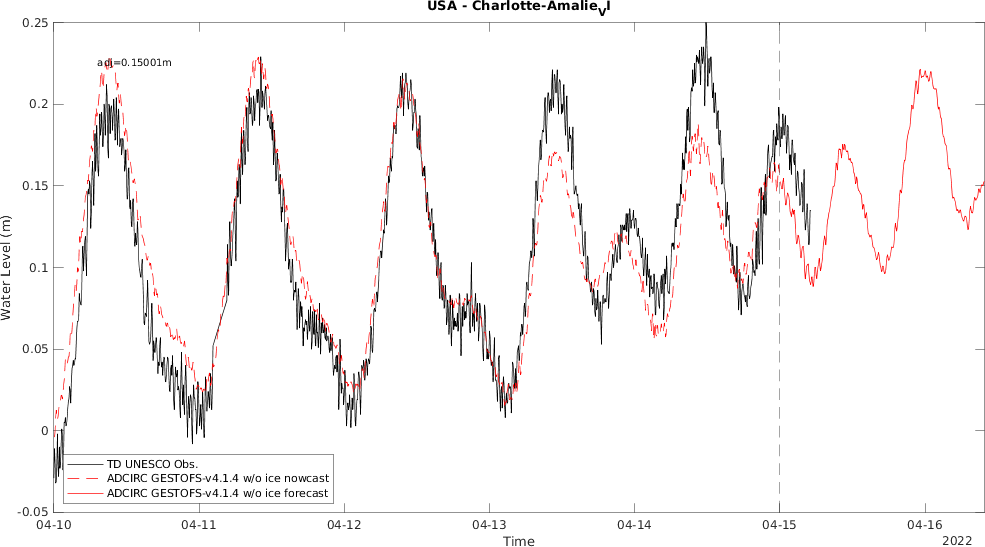 USA - Charlotte-AmalieVI
adj=0.15001m
0.25
0.2
0.15
0.1
0.05
0
-0.05
Water Level (m)
TD UNESCO Obs.
ADCIRC GESTOFS-v4.1.4 w/o ice nowcast
ADCIRC GESTOFS-v4.1.4 w/o ice forecast
04-10 04-11 04-12 04-13 04-14 04-15 04-16
Time
2022